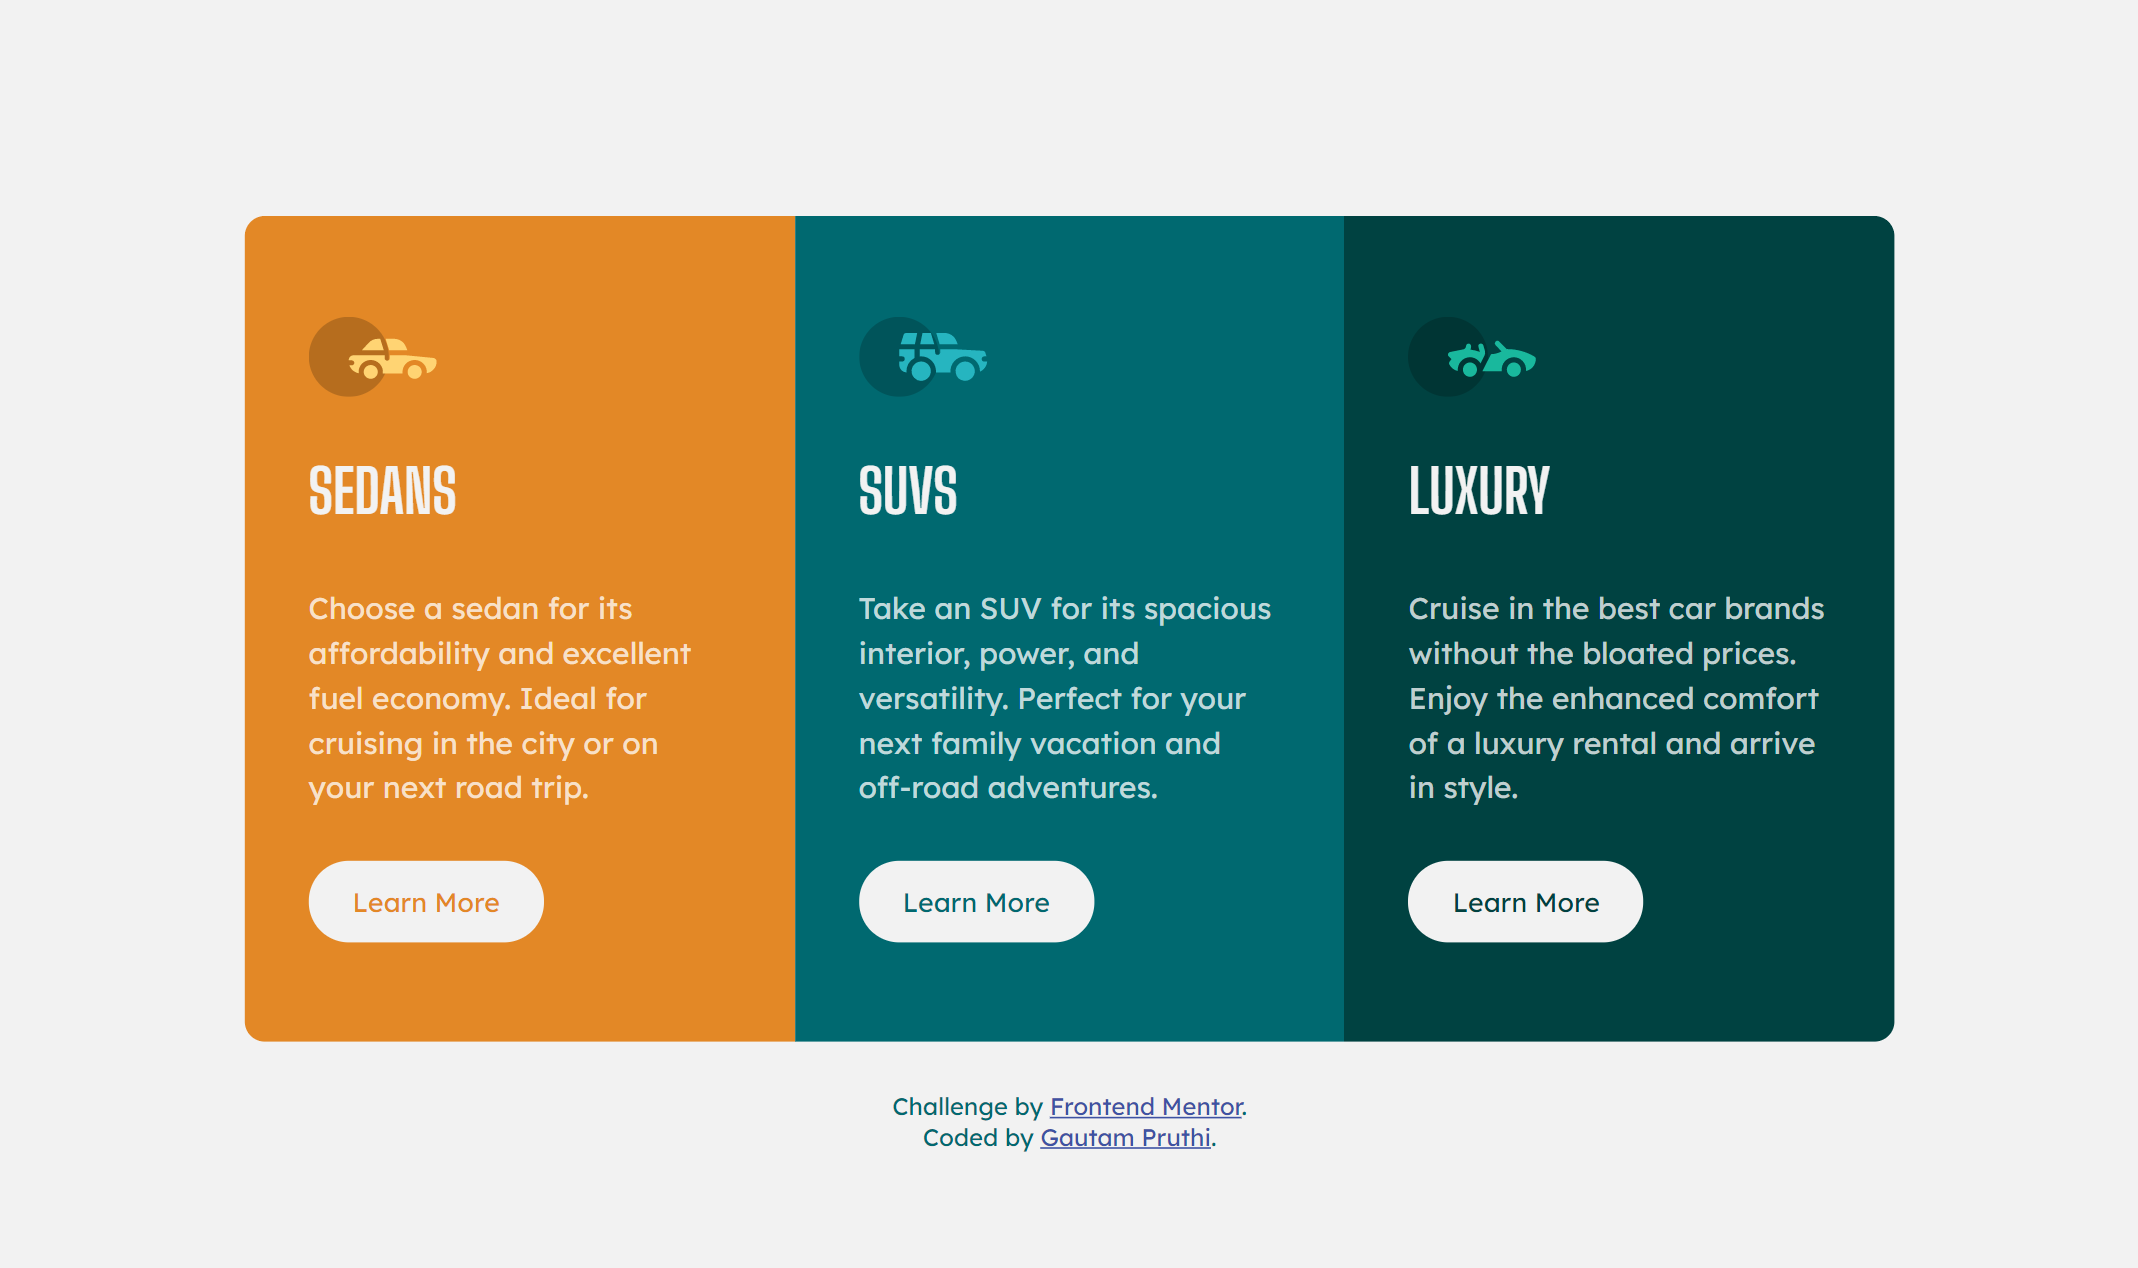 SEDANS
Choose a sedan for its
affordability and excellent
fuel economy. Ideal for
cruising in the city or on
your next road trip.
Learn More
SUVS
Take an SUV for its spacious
interior, power, and
versatility. Perfect for your
next family vacation and
off-road adventures.
Learn More
LUXURY
Cruise in the best car brands
without the bloated prices.
Enjoy the enhanced comfort
of a luxury rental and arrive
in style.
Learn More
Challenge by Frontend Mentor.
Coded by Gautam Pruthi.